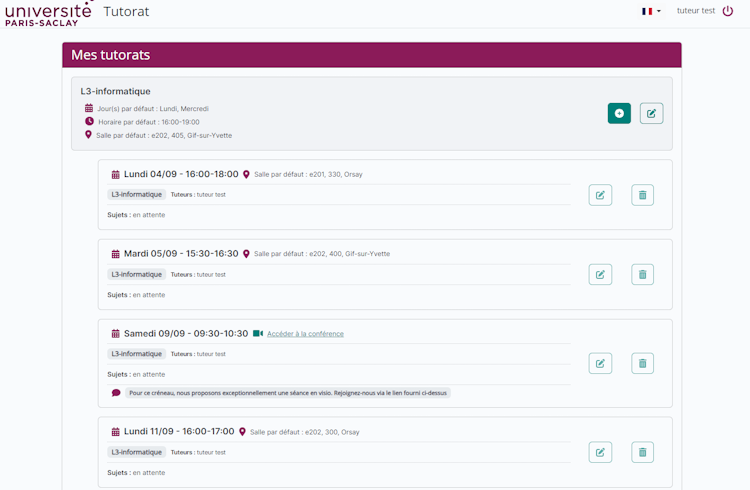 université
PARIS-SACLAY
Tutorat
tuteur test
Mes tutorats
L3-informatique
Jour(s) par défaut : Lundi, Mercredi
Horaire par défaut : 16:00-19:00
Salle par défaut : e202, 405, Gif-sur-Yvette
Lundi 04/09 - 16:00-18:00 Salle par défaut : e201, 330, Orsay
L3-informatique Tuteurs : tuteur test
Sujets : en attente
Mardi 05/09 - 15:30-16:30 Salle par défaut : e202, 400, Gif-sur-Yvette
L3-informatique Tuteurs : tuteur test
Sujets : en attente
Samedi 09/09 - 09:30-10:30 Accéder à la conférence
L3-informatique Tuteurs : tuteur test
Sujets : en attente
Pour ce créneau, nous proposons exceptionnellement une séance en visio. Rejoignez-nous via le lien fourni ci-dessus
Lundi 11/09 - 16:00-17:00 Salle par défaut : e202, 300, Orsay
L3-informatique Tuteurs : tuteur test
Sujets : en attente